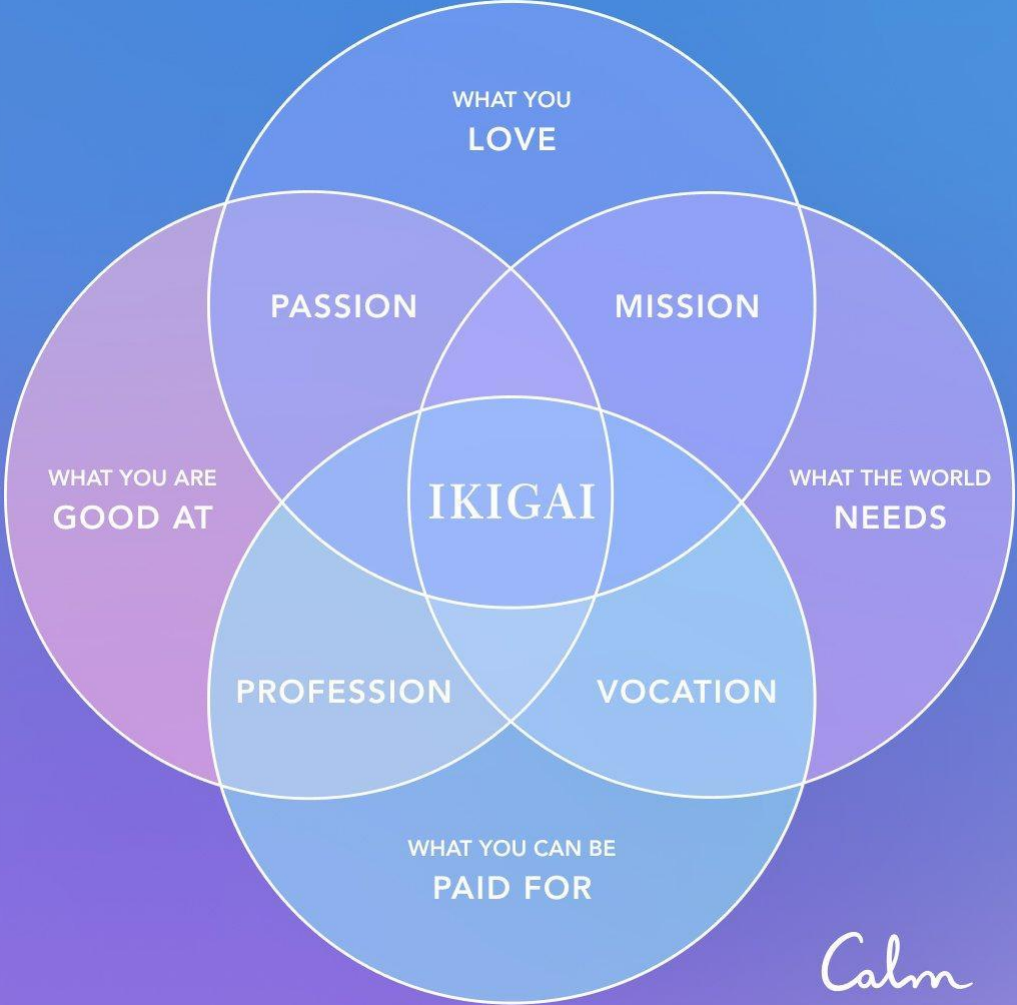 WHAT YOU
LOVE
PASSION
MISSION
WHAT YOU ARE
GOOD AT
IKIGAI
WHAT THE WORLD
NEEDS
PROFESSION
VOCATION
WHAT YOU CAN BE
PAID FOR
Calm